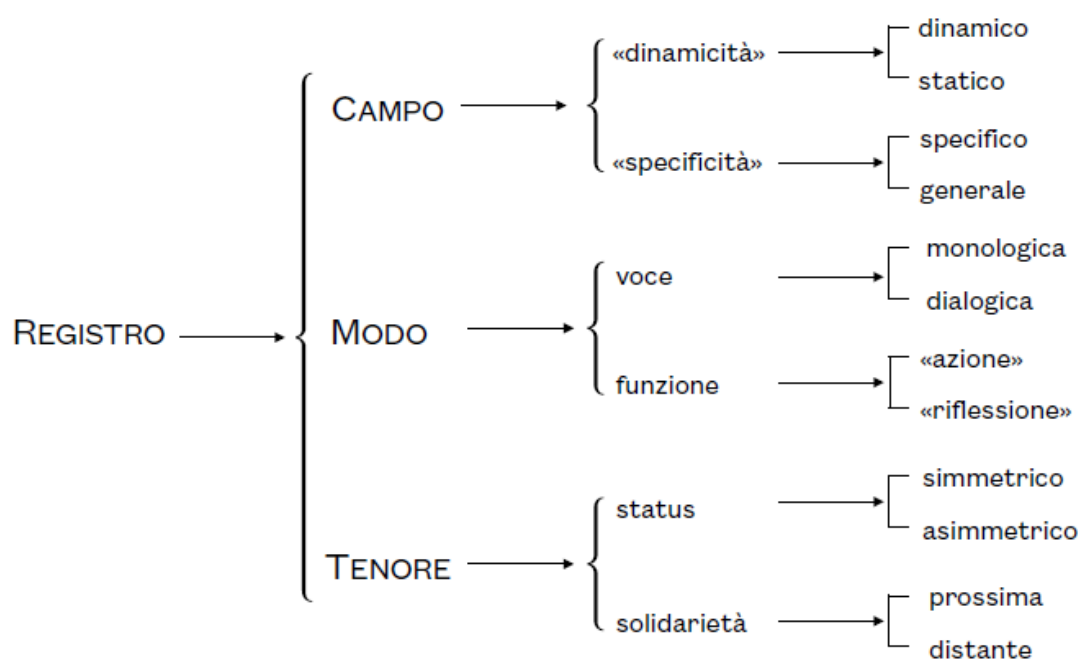 REGISTRO
CAMPO
«dinamicità»
dinamico
statico
«specificità»
specifico
generale
MODO
voce
monologica
dialogica
funzione
«azione»
«riflessione»
TENORE
status
simmetrico
asimmetrico
solidarietà
prossima
distante